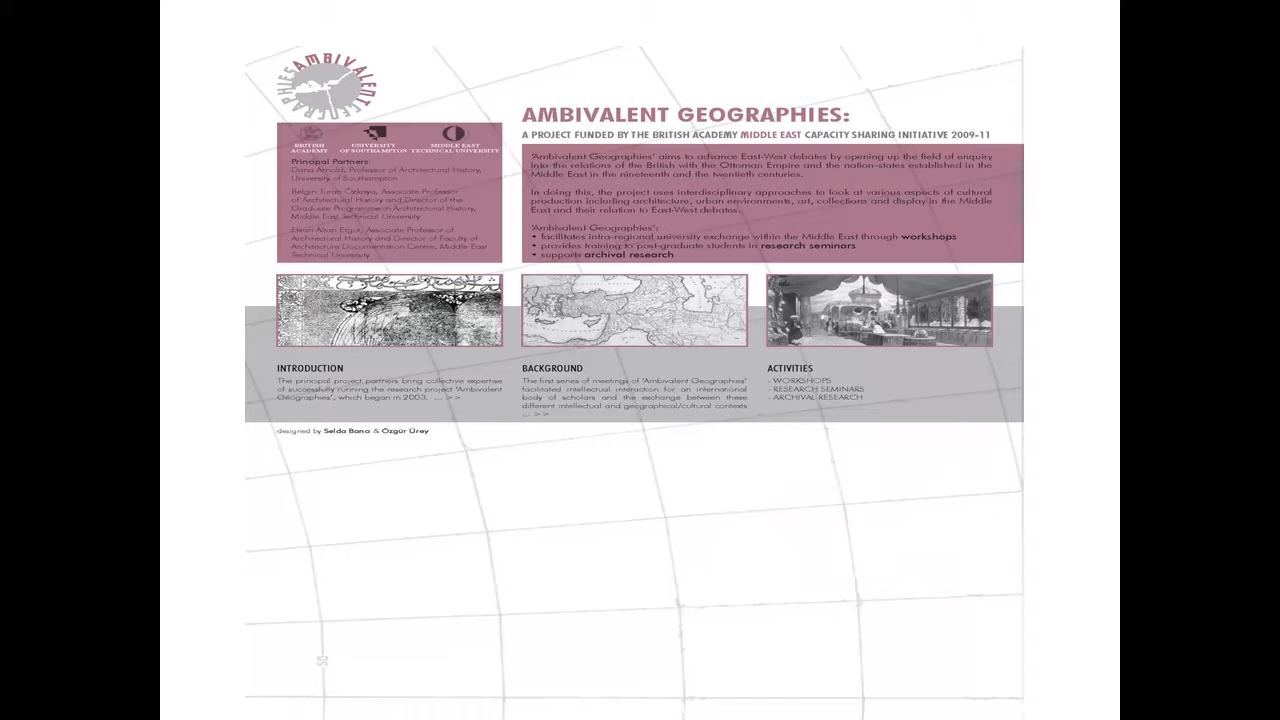 AMBIVALENT GEOGRAPHIES
BRITISH ACADEMY
UNIVERSITY OF SOUTHAMPTON
MIDDLE EAST TECHNICAL UNIVERSITY
Principal Partners:
Dana Arnold, Professor of Architectural History,
University of Southampton
Belgin Turan Özkaya, Associate Professor
of Architectural History and Director of the
Graduate Programme in Architectural History,
Middle East Technical University
Elvan Altan Ergut, Associate Professor of
Architectural History and Director of Faculty of
Architecture Documentation Centre, Middle East
Technical University
AMBIVALENT GEOGRAPHIES:
A PROJECT FUNDED BY THE BRITISH ACADEMY MIDDLE EAST CAPACITY SHARING INITIATIVE 2009-11
'Ambivalent Geographies' aims to advance East-West debates by opening up the field of enquiry
into the relations of the British with the Ottoman Empire and the nation-states established in the
Middle East in the nineteenth and the twentieth centuries.
In doing this, the project uses interdisciplinary approaches to look at various aspects of cultural
production including architecture, urban environments, art, collections and display in the Middle
East and their relation to East-West debates.
'Ambivalent Geographies':
• facilitates intra-regional university exchange within the Middle East through workshops
• provides training to post-graduate students in research seminars
• supports archival research
INTRODUCTION
The principal project partners bring collective expertise
of successfully running the research project 'Ambivalent
Geographies', which began in 2003. ... >>
BACKGROUND
The first series of meetings of 'Ambivalent Geographies'
facilitated intellectual interaction for an international
body of scholars and the exchange between these
different intellectual and geographical/cultural contexts
... >>
ACTIVITIES
- WORKSHOPS
- RESEARCH SEMINARS
- ARCHIVAL RESEARCH
designed by Selda Bana & Özgür Ürey
50